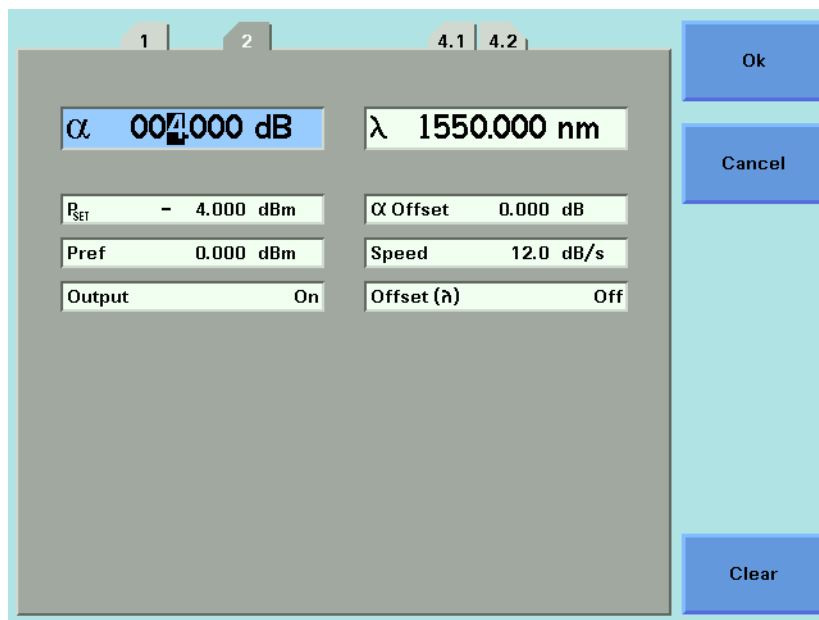 1 2 4.1 4.2
Ok
α 004.000 dB λ 1550.000 nm
Cancel
PSET - 4.000 dBm α Offset 0.000 dB
Pref 0.000 dBm Speed 12.0 dB/s
Output On Offset (λ) Off
Clear